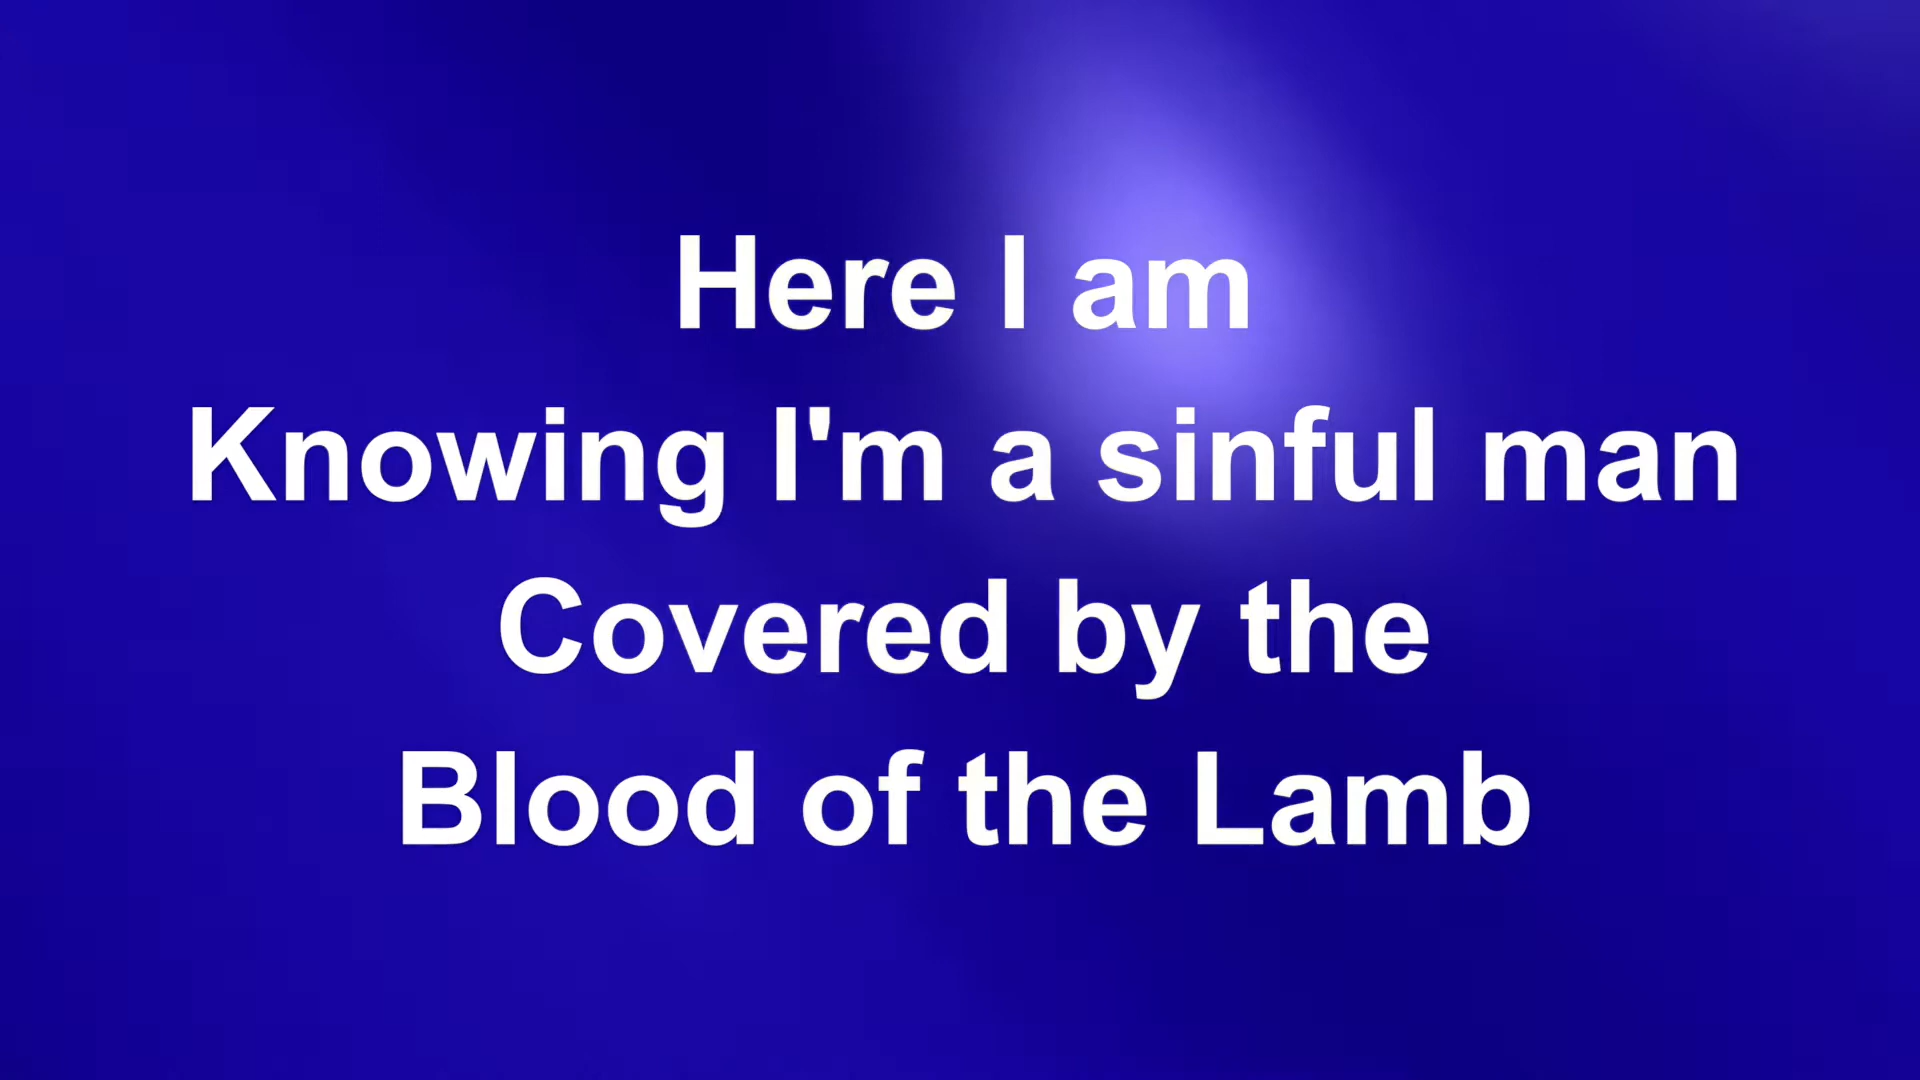 Here I am
Knowing I'm a sinful man
Covered by the
Blood of the Lamb